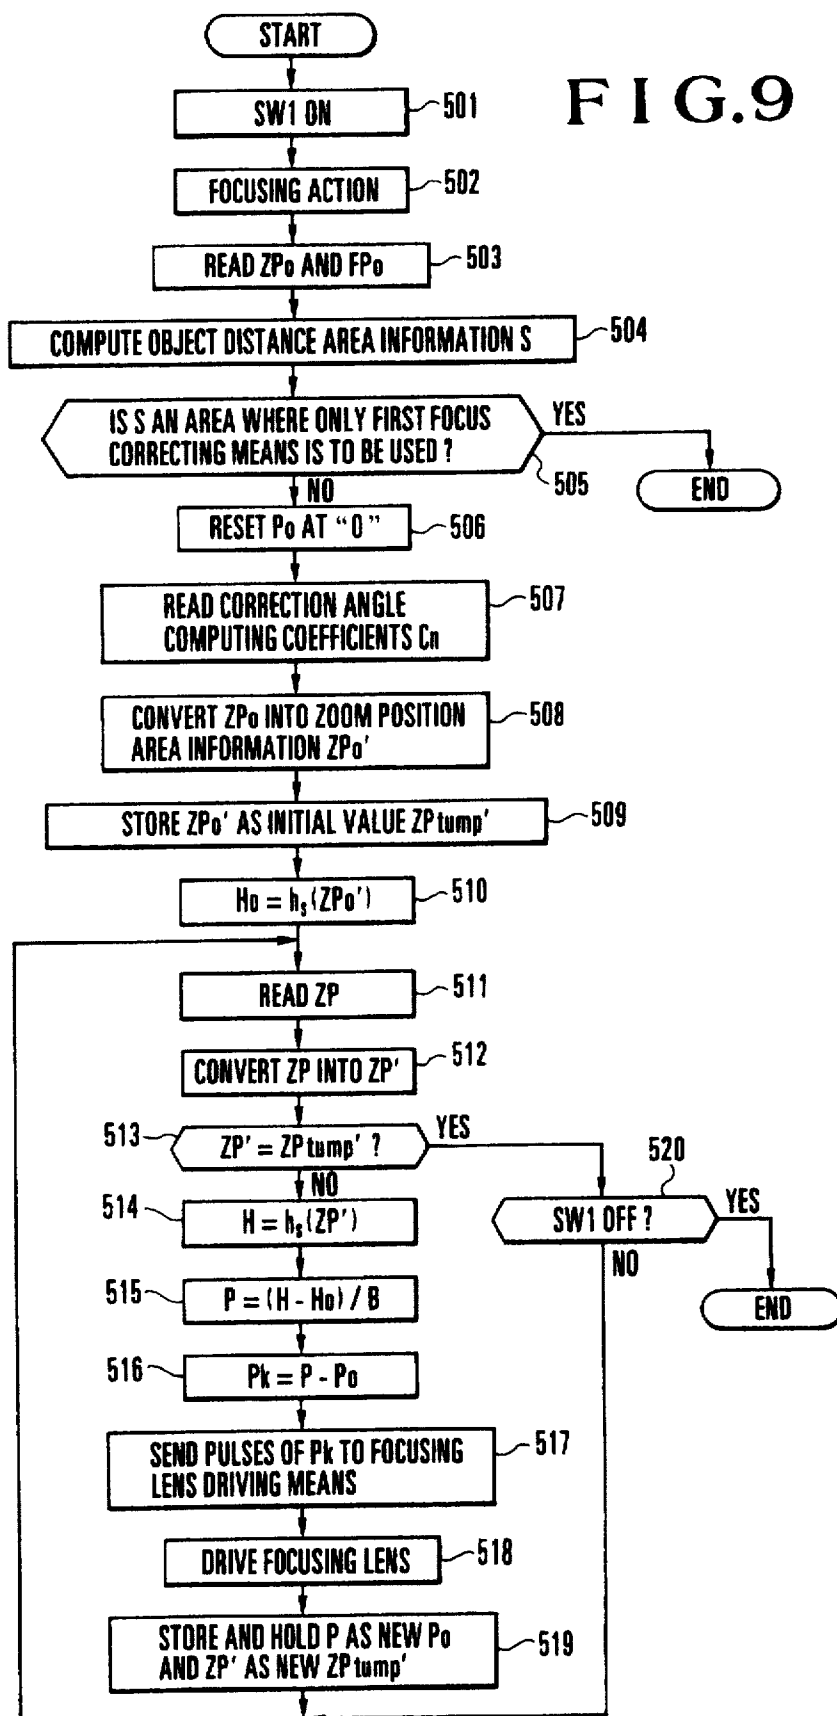 START
FIG.9
SW1 ON
501
FOCUSING ACTION
502
READ ZPo AND FPo
503
COMPUTE OBJECT DISTANCE AREA INFORMATION S
504
IS S AN AREA WHERE ONLY FIRST FOCUS
CORRECTING MEANS IS TO BE USED ?
YES
505
END
NO
RESET Po AT “0”
506
READ CORRECTION ANGLE
COMPUTING COEFFICIENTS Cn
507
CONVERT ZPo INTO ZOOM POSITION
AREA INFORMATION ZPo'
508
STORE ZPo' AS INITIAL VALUE ZPtump'
509
Ho = hs(ZPo')
510
READ ZP
511
CONVERT ZP INTO ZP'
512
513
ZP' = ZPtump' ?
YES
NO
520
SW1 OFF ?
YES
NO
END
514
H = hs(ZP')
515
P = (H - Ho) / B
516
Pk = P - Po
SEND PULSES OF Pk TO FOCUSING
LENS DRIVING MEANS
517
DRIVE FOCUSING LENS
518
STORE AND HOLD P AS NEW Po
AND ZP' AS NEW ZPtump'
519